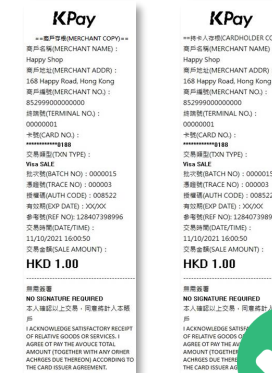 KPay
==商戶存根(MERCHANT COPY)==
商戶名稱(MERCHANT NAME)：
Happy Shop
商戶地址(MERCHANT ADDR)：
168 Happy Road, Hong Kong
商戶編號(MERCHANT NO.)：
852999000000000
終端號(TERMINAL NO.)：
00000001
卡號(CARD NO.)：
************8188
交易類型(TXN TYPE)：
Visa SALE
批次號(BATCH NO)：0000015
憑證號(TRACE NO)：000003
授權碼(AUTH CODE)：008522
有效期(EXP DATE)：XX/XX
參考號(REF NO): 128407398996
交易時間(DATE/TIME)：
11/10/2021 16:00:50
交易金額(SALE AMOUNT)：
HKD 1.00
無需簽署
NO SIGNATURE REQUIRED
本人確認以上交易，同意將計入本賬
戶
I ACKNOWLEDGE SATISFACTORY RECEIPT
OF RELATIVE GOODS OR SERVICES. I
AGREE OT PAY THE AVOUCE TOTAL
AMOUNT (TOGETHER WITH ANY ORHER
ACHRGES DUE THEREON) ACCORDING TO
THE CARD ISSUER AGREEMENT.
KPay
==持卡人存根(CARDHOLDER CO
商戶名稱(MERCHANT NAME)
Happy Shop
商戶地址(MERCHANT ADDR)：
168 Happy Road, Hong Kong
商戶編號(MERCHANT NO.)：
852999000000000
終端號(TERMINAL NO.)：
00000001
卡號(CARD NO.)：
************8188
交易類型(TXN TYPE)：
Visa SALE
批次號(BATCH NO)：0000015
憑證號(TRACE NO)：000003
授權碼(AUTH CODE)：008522
有效期(EXP DATE)：XX/XX
參考號(REF NO): 12840739899
交易時間(DATE/TIME)：
11/10/2021 16:00:50
交易金額(SALE AMOUNT)：
HKD 1.00
無需簽署
NO SIGNATURE REQUIRED
本人確認以上交易，同意將計入
戶
I ACKNOWLEDGE
OF RELATIVE GOODS
AGREE OT PAY THE
AMOUNT (TOGETHER
ACHRGES DUE
THE CARD ISSUER